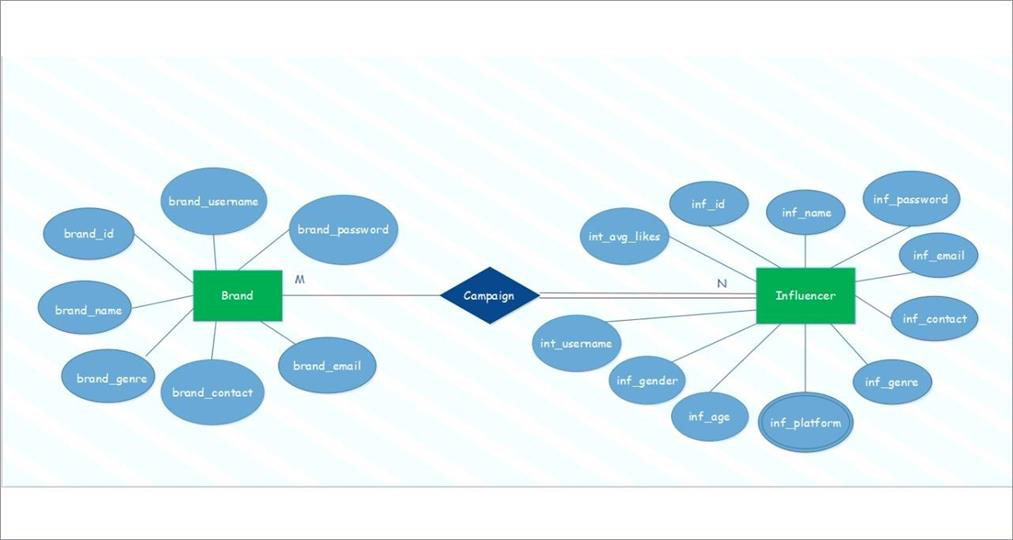 brand_username
brand_password
brand_id
Brand
M
brand_name
brand_genre
brand_contact
brand_email
Campaign
inf_id
inf_name
inf_password
int_avg_likes
inf_email
N
Influencer
inf_contact
int_username
inf_gender
inf_genre
inf_age
inf_platform